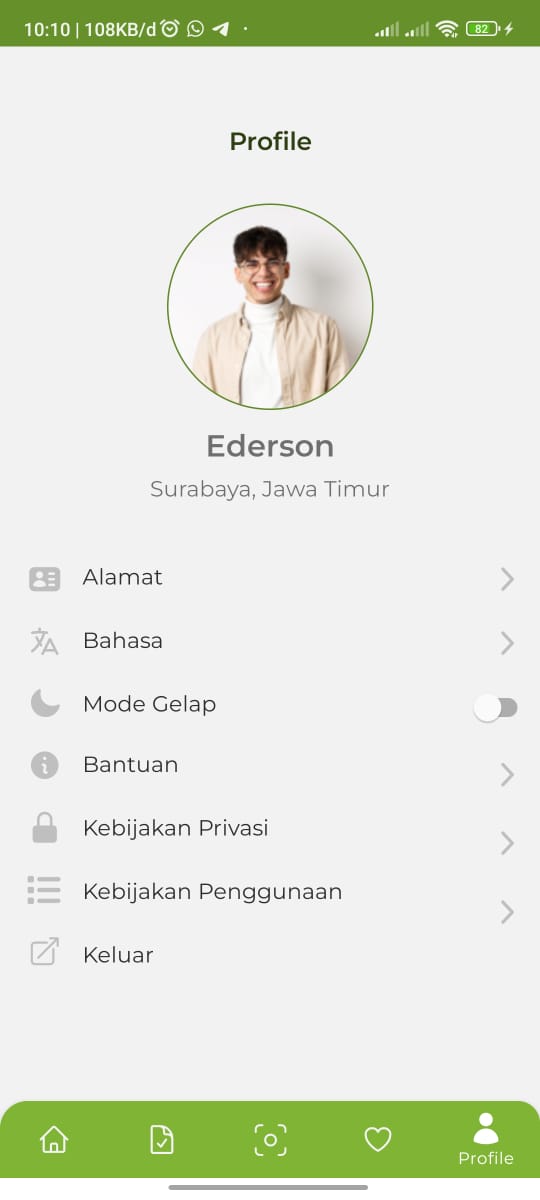 10:10 | 108KB/d
82
Profile
Ederson
Surabaya, Jawa Timur
Alamat
Bahasa
Mode Gelap
Bantuan
Kebijakan Privasi
Kebijakan Penggunaan
Keluar
Profile